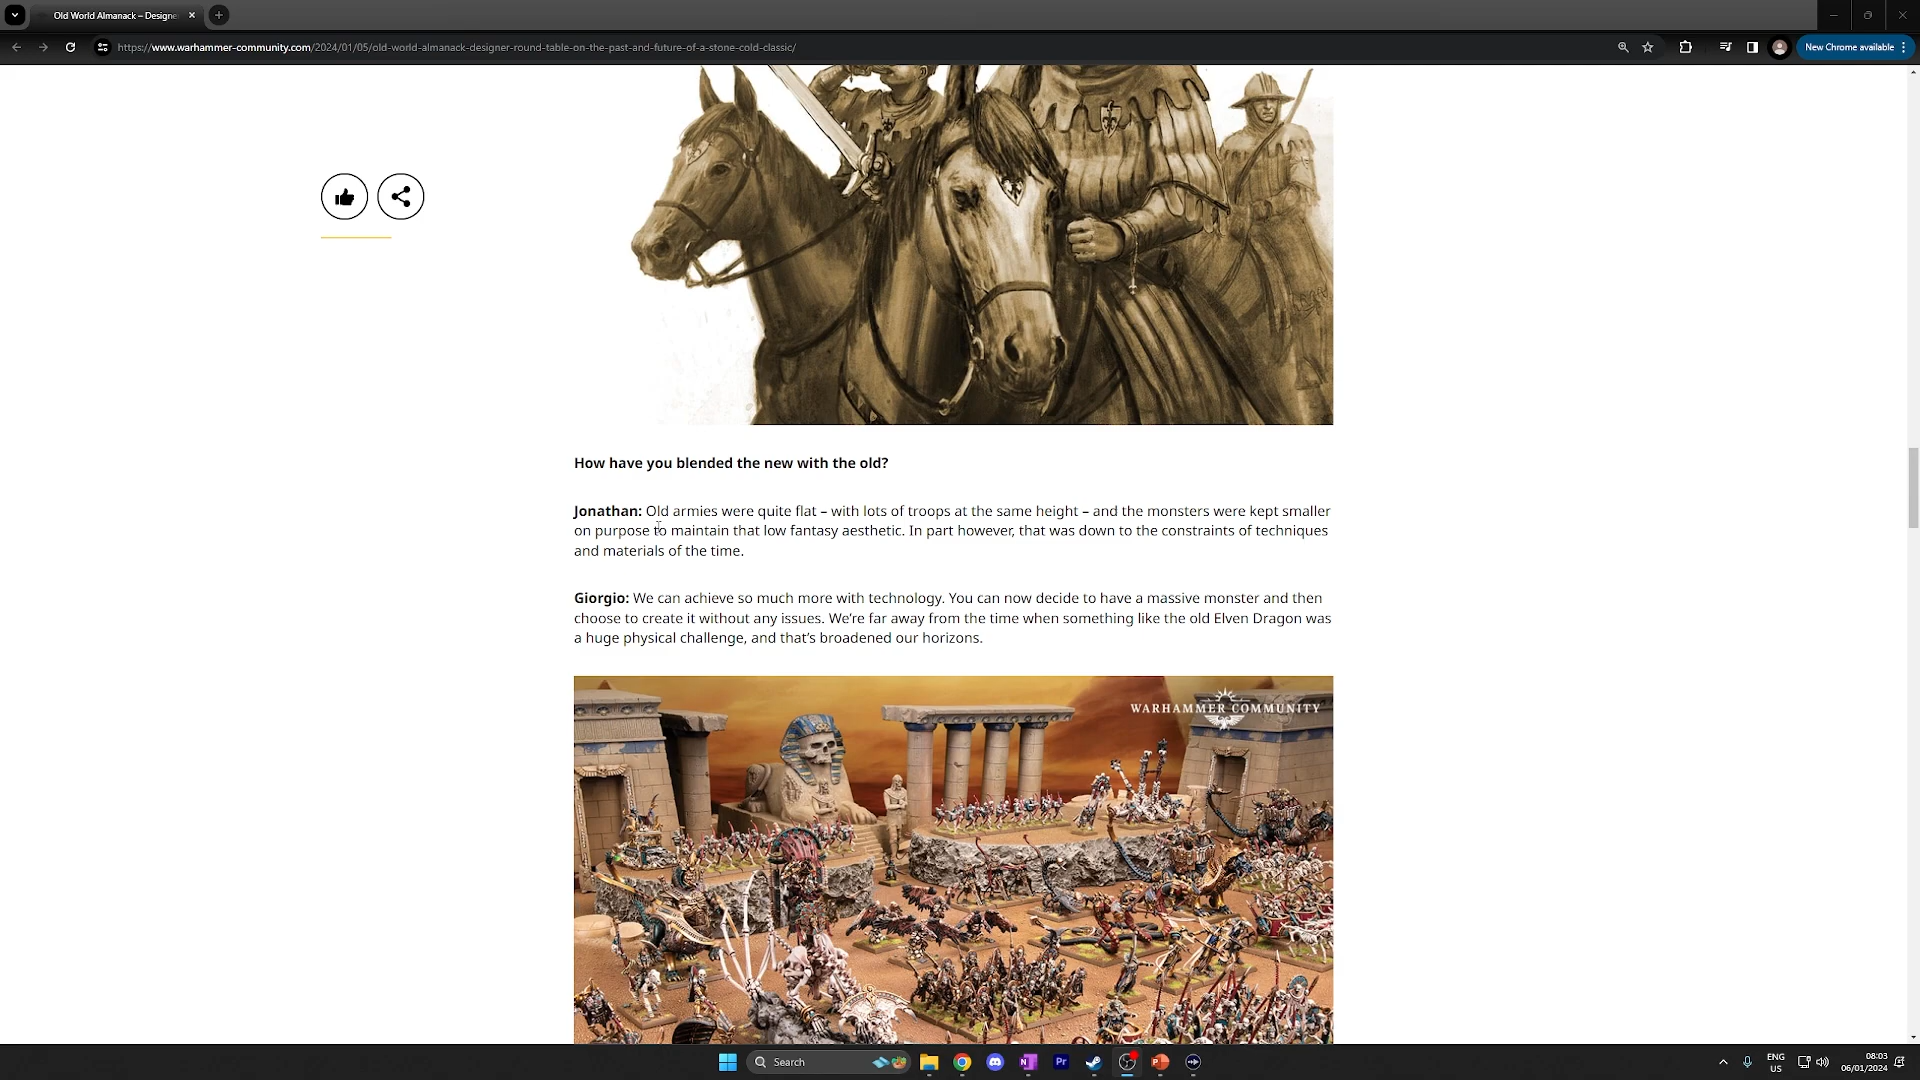 Old World Almanack – Designe
https://www.warhammer-community.com/2024/01/05/old-world-almanack-designer-round-table-on-the-past-and-future-of-a-stone-cold-classic/
New Chrome available
How have you blended the new with the old?
Jonathan: Old armies were quite flat – with lots of troops at the same height – and the monsters were kept smaller
on purpose to maintain that low fantasy aesthetic. In part however, that was down to the constraints of techniques
and materials of the time.
Giorgio: We can achieve so much more with technology. You can now decide to have a massive monster and then
choose to create it without any issues. We're far away from the time when something like the old Elven Dragon was
a huge physical challenge, and that's broadened our horizons.
WARHAMMER COMMUNITY
Search
N
Pr
P
ENG
US
08:03
06/01/2024